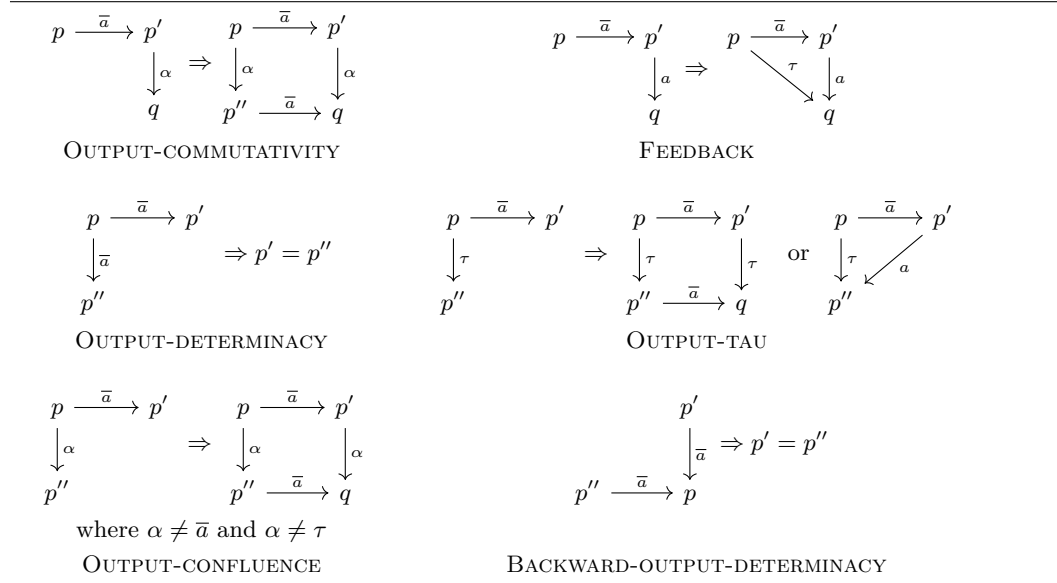 p —a̅→ p′ ⇒ p —a̅→ p′
↓α ↓α ↓α
q p′′ —a̅→ q
OUTPUT-COMMUTATIVITY
p —a̅→ p′ ⇒ p —a̅→ p′
↓a τ ↓a
q q
FEEDBACK
p —a̅→ p′
↓a̅ ⇒ p′ = p′′
p′′
OUTPUT-DETERMINACY
p —a̅→ p′ p —a̅→ p′ p —a̅→ p′
↓τ ⇒ ↓τ ↓τ or ↓τ a
p′′ p′′ —a̅→ q p′′
OUTPUT-TAU
p —a̅→ p′ p —a̅→ p′
↓α ⇒ ↓α ↓α
p′′ p′′ —a̅→ q
where α ≠ a̅ and α ≠ τ
OUTPUT-CONFLUENCE
p′
↓a̅ ⇒ p′ = p′′
p′′ —a̅→ p
BACKWARD-OUTPUT-DETERMINACY